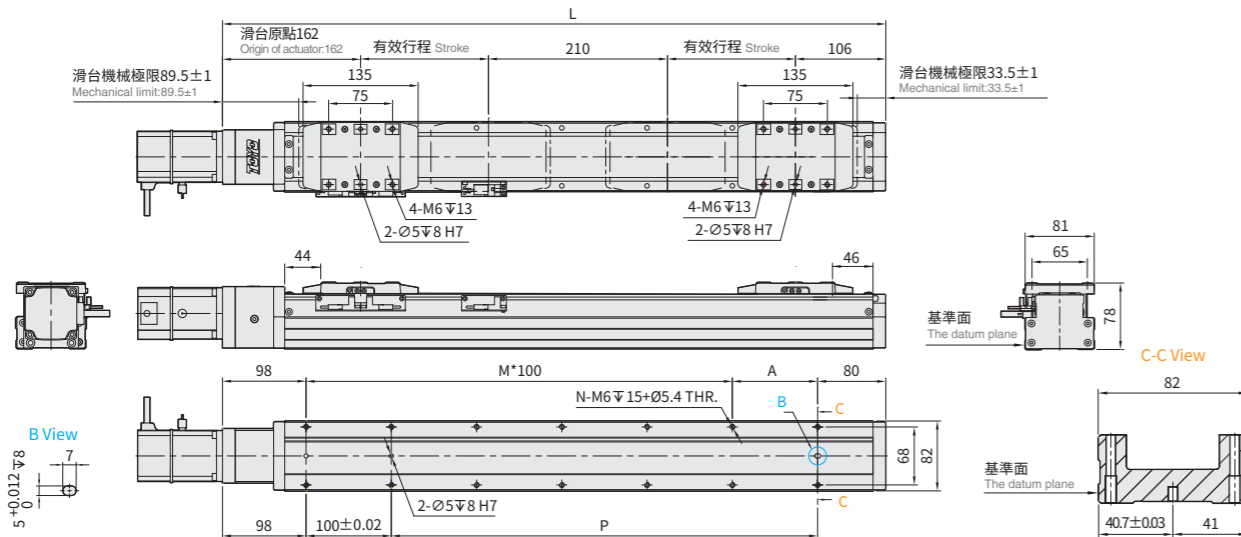 L
滑台原點162
Origin of actuator:162
有效行程 Stroke
210
有效行程 Stroke
106
滑台機械極限89.5±1
Mechanical limit:89.5±1
135
75
135
75
滑台機械極限33.5±1
Mechanical limit:33.5±1
TOYO
4-M6↧13
2-∅5↧8 H7
4-M6↧13
2-∅5↧8 H7
44
46
81
65
78
基準面
The datum plane
C-C View
98
M*100
A
80
N-M6↧15+Ø5.4 THR.
B
C
68
82
C
B View
7
5 +0.012 0 ↧8
2-∅5↧8 H7
98
100±0.02
P
82
基準面
The datum plane
40.7±0.03
41